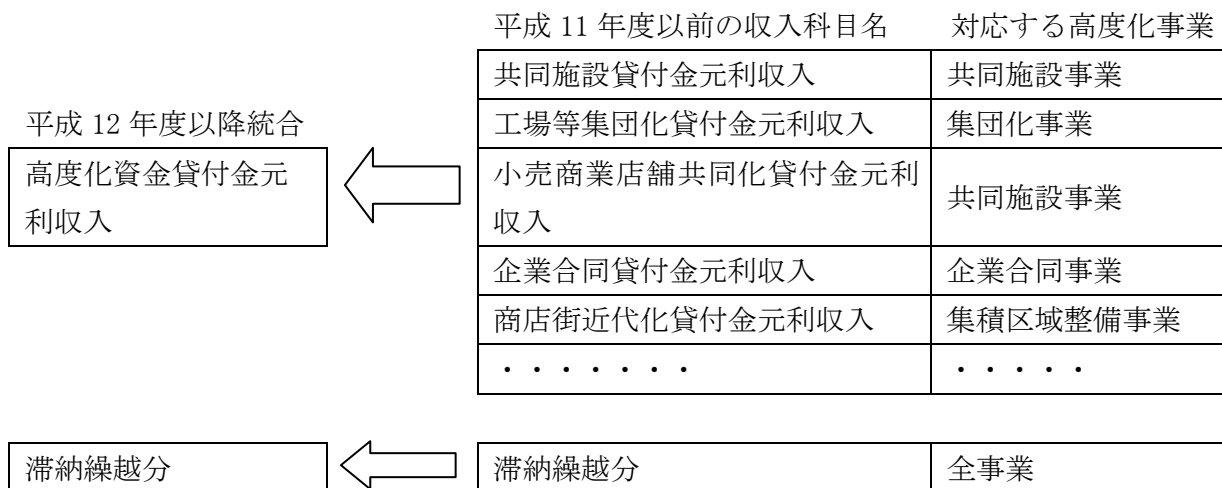 平成 11 年度以前の収入科目名 対応する高度化事業
共同施設貸付金元利収入 共同施設事業
平成 12 年度以降統合
工場等集団化貸付金元利収入 集団化事業
高度化資金貸付金元
利収入
小売商業店舗共同化貸付金元利
収入
共同施設事業
企業合同貸付金元利収入 企業合同事業
商店街近代化貸付金元利収入 集積区域整備事業
・・・・・・・ ・・・・・
滞納繰越分 滞納繰越分 全事業